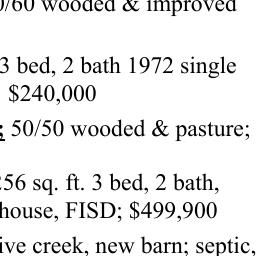 0/60 wooded & improved
3 bed, 2 bath 1972 single
$240,000
; 50/50 wooded & pasture;
256 sq. ft. 3 bed, 2 bath,
house, FISD; $499,900
ive creek, new barn; septic,